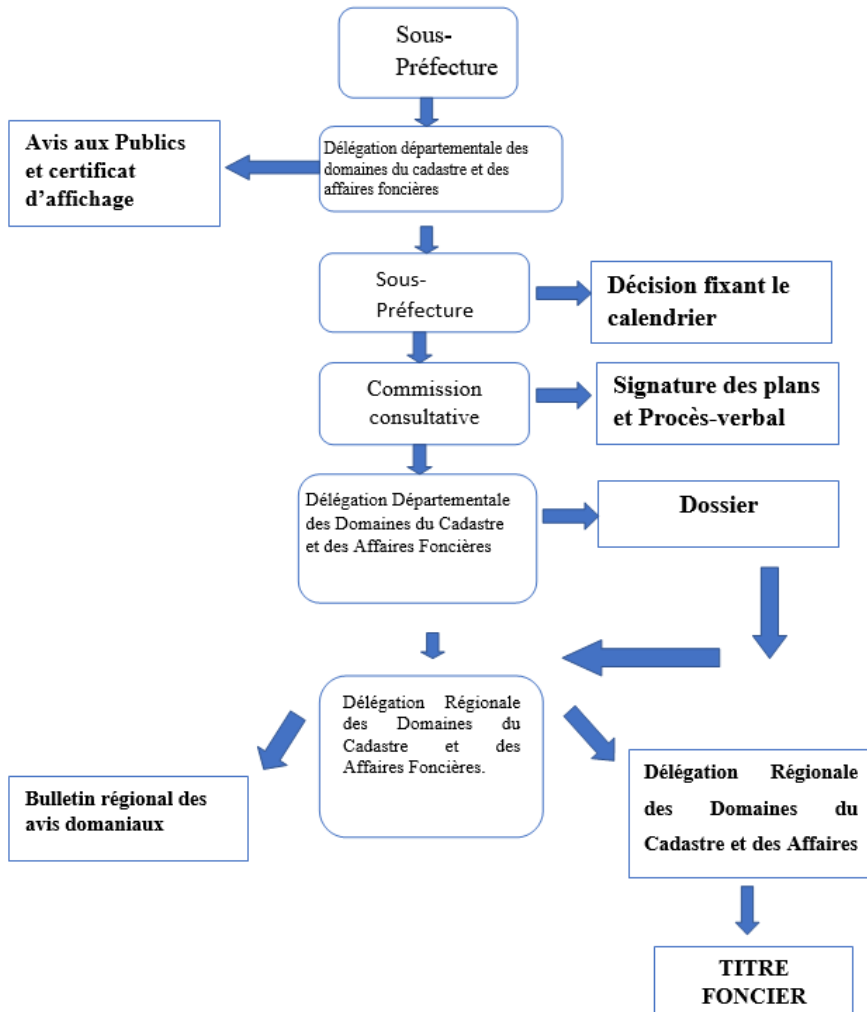 Sous-
Préfecture
Avis aux Publics
et certificat
d’affichage
Délégation départementale des
domaines du cadastre et des
affaires foncières
Sous-
Préfecture
Décision fixant le
calendrier
Commission
consultative
Signature des plans
et Procès-verbal
Délégation Départementale
des Domaines du Cadastre
et des Affaires Foncières
Dossier
Délégation Régionale
des Domaines du
Cadastre et des
Affaires Foncières.
Bulletin régional des
avis domaniaux
Délégation Régionale
des Domaines du
Cadastre et des Affaires
TITRE
FONCIER